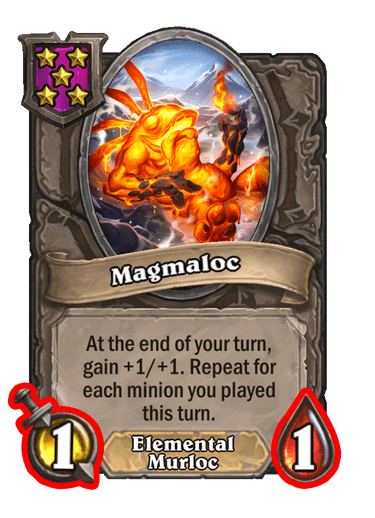 Magmaloc
At the end of your turn,
gain +1/+1. Repeat for
each minion you played
this turn.
1
Elemental
Murloc
1